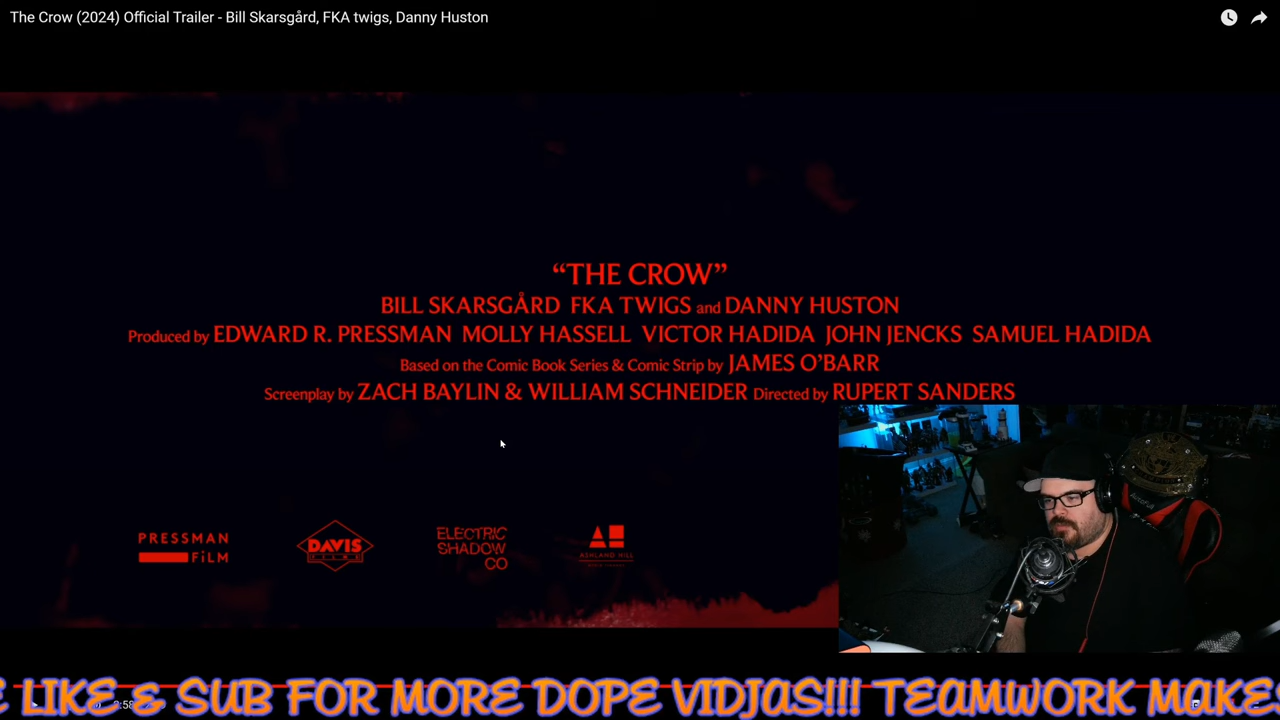 The Crow (2024) Official Trailer - Bill Skarsgård, FKA twigs, Danny Huston
“THE CROW”
BILL SKARSGÅRD FKA TWIGS and DANNY HUSTON
Produced by EDWARD R. PRESSMAN MOLLY HASSELL VICTOR HADIDA JOHN JENCKS SAMUEL HADIDA
Based on the Comic Book Series & Comic Strip by JAMES O’BARR
Screenplay by ZACH BAYLIN & WILLIAM SCHNEIDER Directed by RUPERT SANDERS
PRESSMAN
FILM
DAVIS
FILMS
ELECTRIC
SHADOW
CO
ASHLAND HILL
E LIKE & SUB FOR MORE DOPE VIDJAS!!! TEAMWORK MAKE